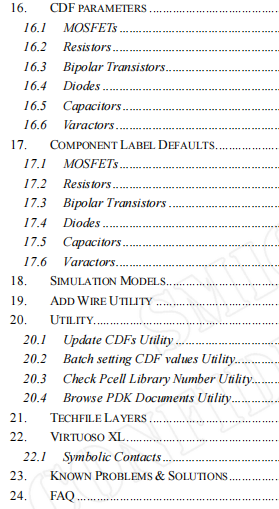 16. CDF PARAMETERS
16.1 MOSFETs
16.2 Resistors
16.3 Bipolar Transistors
16.4 Diodes
16.5 Capacitors
16.6 Varactors
17. COMPONENT LABEL DEFAULTS
17.1 MOSFETs
17.2 Resistors
17.3 Bipolar Transistors
17.4 Diodes
17.5 Capacitors
17.6 Varactors
18. SIMULATION MODELS
19. ADD WIRE UTILITY
20. UTILITY
20.1 Update CDFs Utility
20.2 Batch setting CDF values Utility
20.3 Check Pcell Library Number Utility
20.4 Browse PDK Documents Utility
21. TECHFILE LAYERS
22. VIRTUOSO XL
22.1 Symbolic Contacts
23. KNOWN PROBLEMS & SOLUTIONS
24. FAQ